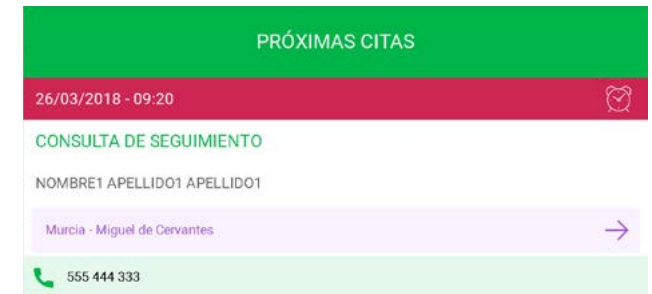 PRÓXIMAS CITAS
26/03/2018 - 09:20
CONSULTA DE SEGUIMIENTO
NOMBRE1 APELLIDO1 APELLIDO1
Murcia - Miguel de Cervantes
555 444 333